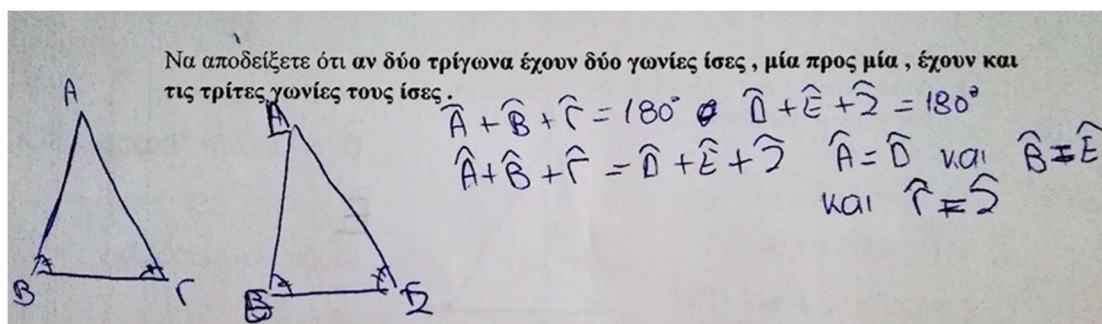 Να αποδείξετε ότι αν δύο τρίγωνα έχουν δύο γωνίες ίσες , μία προς μία , έχουν και
τις τρίτες γωνίες τους ίσες .
Α̂ + Β̂ + Γ̂ = 180° D̂ + Ê + Ζ̂ = 180°
Α̂ + Β̂ + Γ̂ = D̂ + Ê + Ζ̂ Α̂ = D̂ και Β̂ = Ê
και Γ̂ = Ζ̂
Α
Β Γ